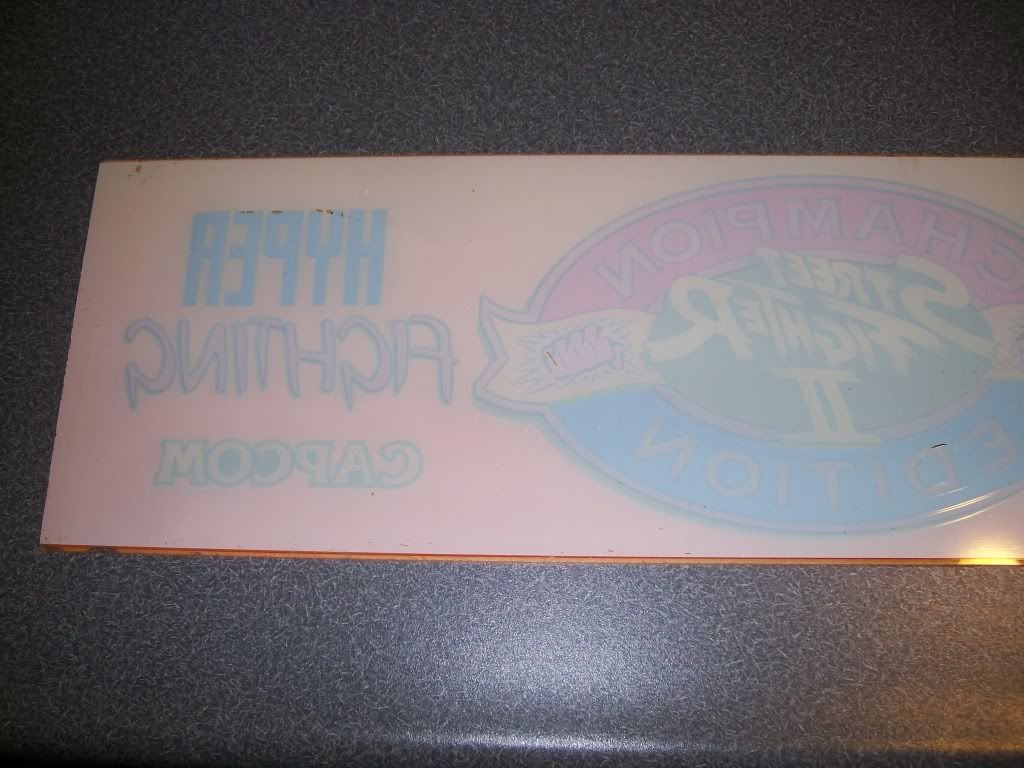 HYPER
FIGHTING
CAPCOM
CHAMPION
STREET
FIGHTER
II
EDITION